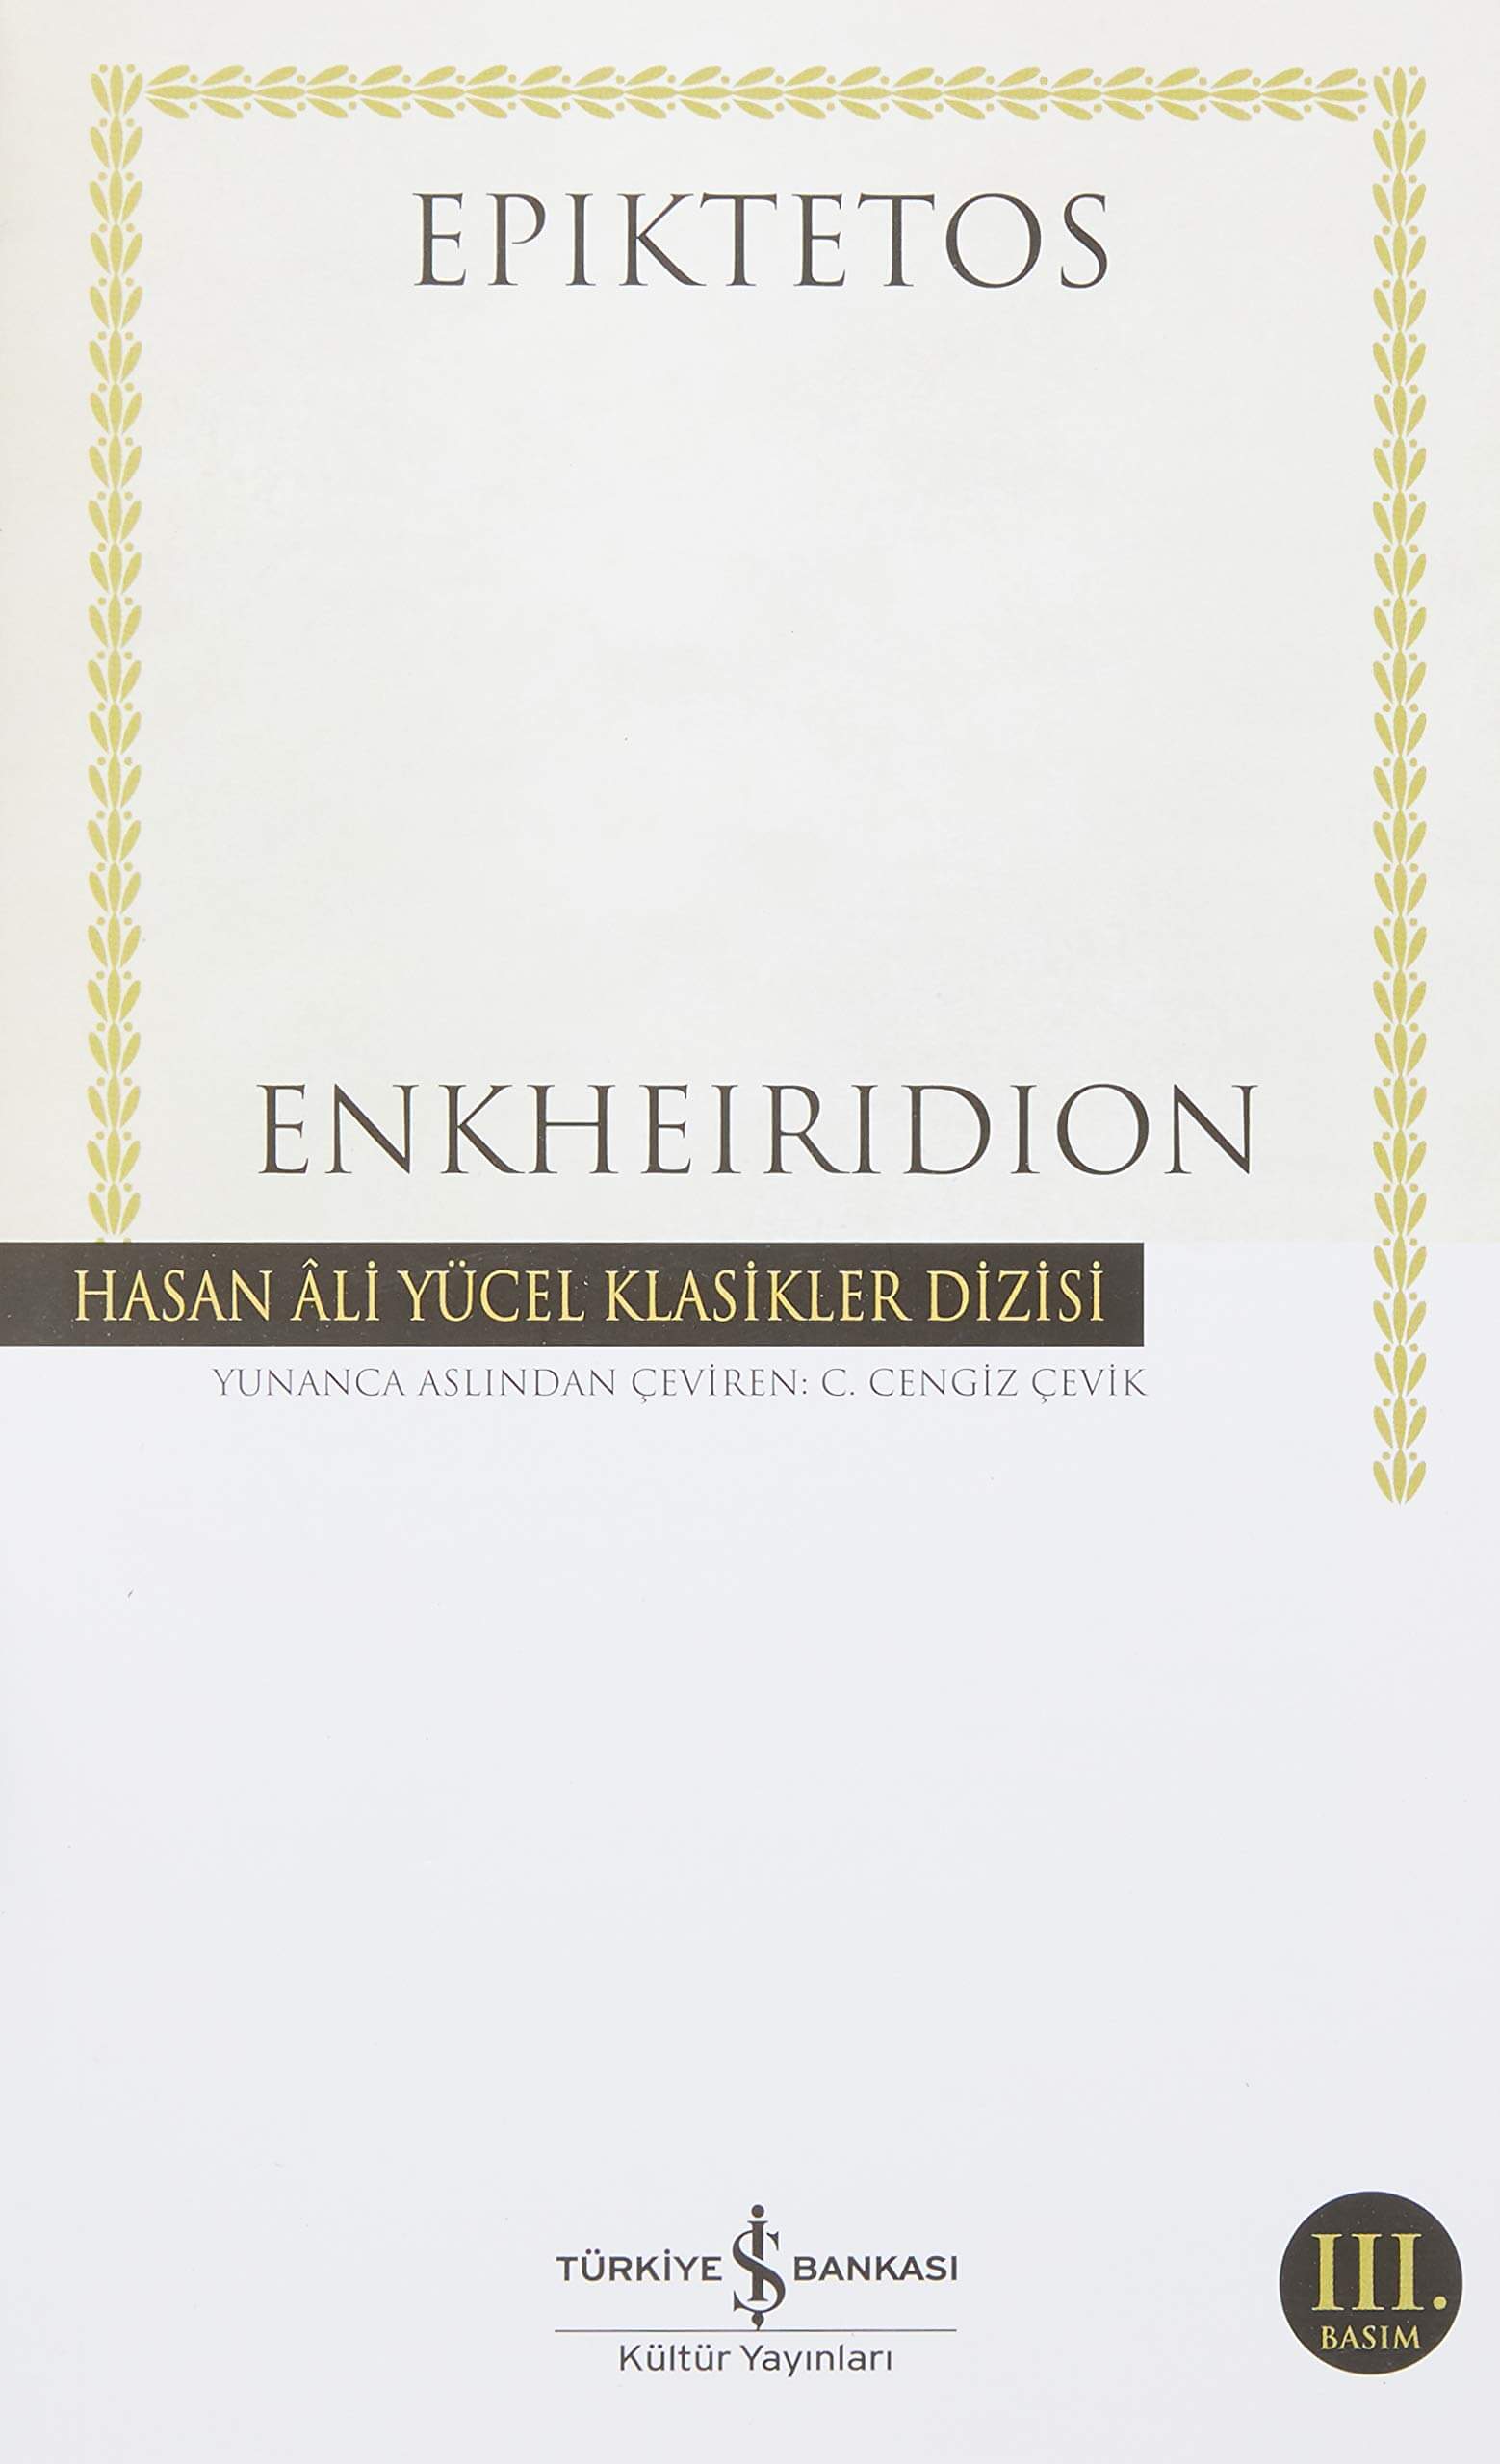 EPIKTETOS
ENKHEIRIDION
HASAN ÂLİ YÜCEL KLASİKLER DİZİSİ
YUNANCA ASLINDAN ÇEVİREN: C. CENGİZ ÇEVİK
TÜRKİYE İŞ BANKASI
Kültür Yayınları
III.
BASIM